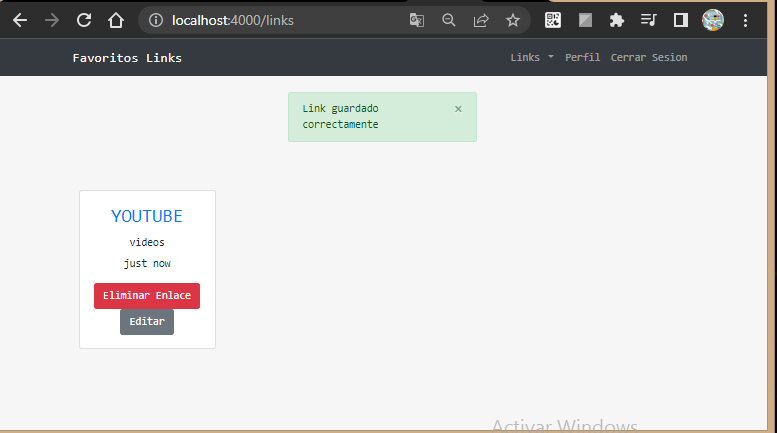 localhost:4000/links
Favoritos Links
Links Perfil Cerrar Sesion
Link guardado ×
correctamente
YOUTUBE
videos
just now
Eliminar Enlace
Editar
Activar Windows